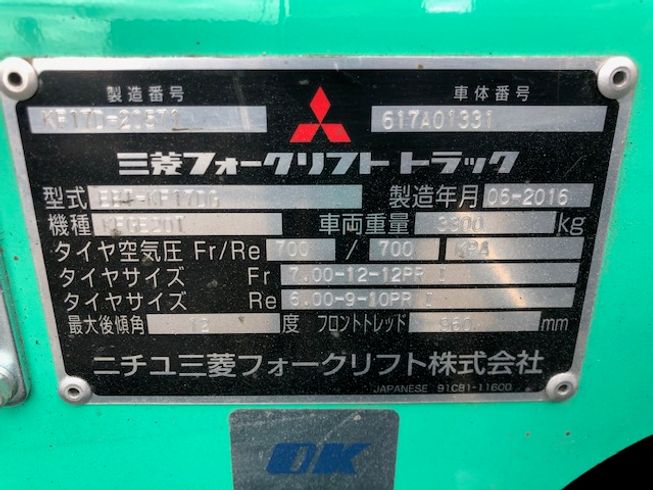 製造番号 車体番号
617A01331
三菱フォークリフトトラック
型式 製造年月 06-2016
機種 車両重量 3300 kg
タイヤ空気圧 Fr/Re 700 / 700
タイヤサイズ Fr 7.00-12-12PR I
タイヤサイズ Re 6.00-9-10PR I
最大後傾角 12 度 フロントトレッド 960 mm
ニチユ三菱フォークリフト株式会社
JAPANESE 91CB1-11600
OK